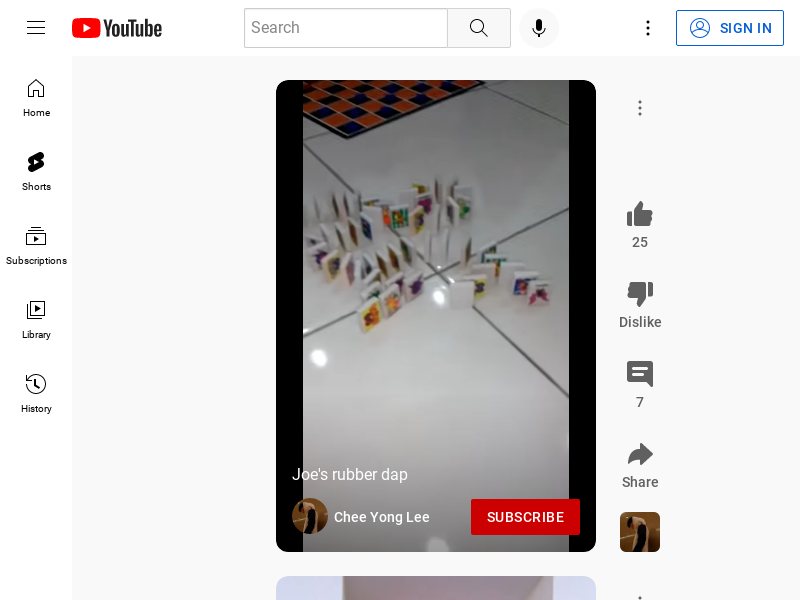 YouTube
Search
SIGN IN
Home
Shorts
Subscriptions
Library
History
25
Dislike
7
Share
Joe's rubber dap
Chee Yong Lee
SUBSCRIBE